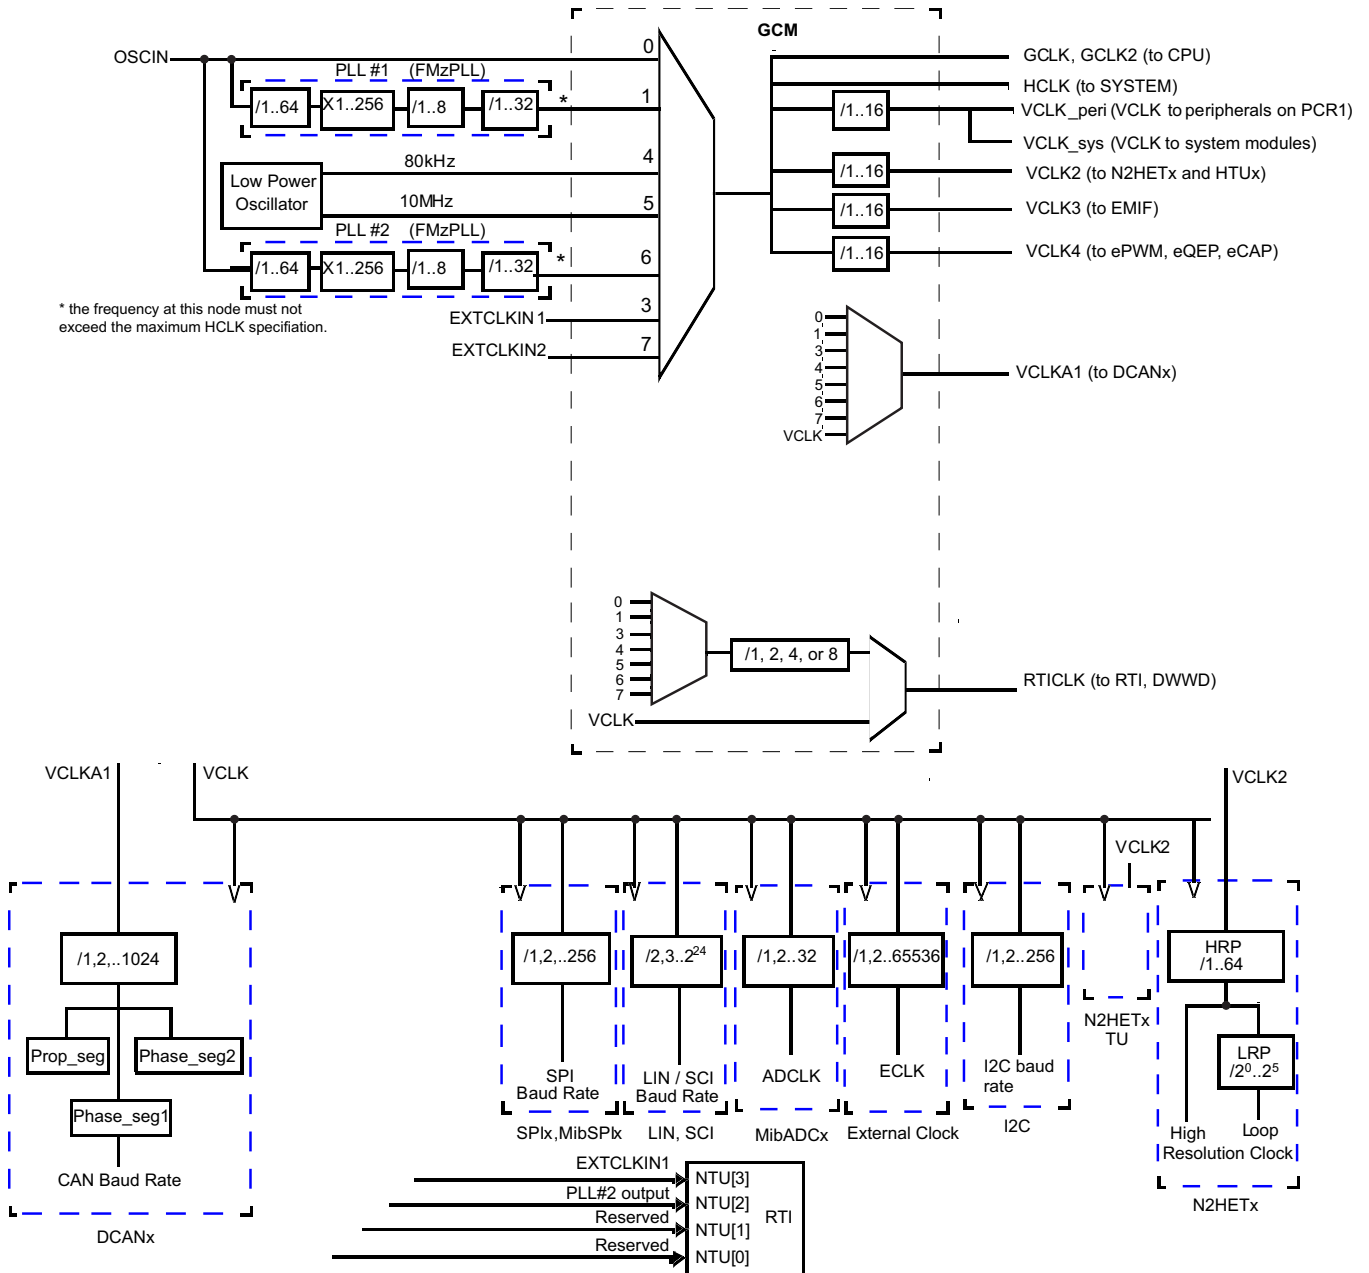 GCM
OSCIN
0
GCLK, GCLK2 (to CPU)
PLL #1 (FMzPLL)
HCLK (to SYSTEM)
/1..64
X1..256
/1..8
/1..32
*
1
/1..16
VCLK_peri (VCLK to peripherals on PCR1)
VCLK_sys (VCLK to system modules)
80kHz
4
Low Power
Oscillator
/1..16
VCLK2 (to N2HETx and HTUx)
10MHz
5
/1..16
VCLK3 (to EMIF)
PLL #2 (FMzPLL)
/1..64
X1..256
/1..8
/1..32
*
6
/1..16
VCLK4 (to ePWM, eQEP, eCAP)
* the frequency at this node must not
exceed the maximum HCLK specifiation.
EXTCLKIN1
3
EXTCLKIN2
7
0
1
3
4
5
6
7
VCLK
VCLKA1 (to DCANx)
0
1
3
4
5
6
7
/1, 2, 4, or 8
VCLK
RTICLK (to RTI, DWWD)
VCLKA1
VCLK
VCLK2
VCLK2
/1,2,..1024
/1,2,..256
/2,3..2²⁴
/1,2..32
/1,2..65536
/1,2..256
HRP
/1..64
N2HETx
TU
Prop_seg
Phase_seg2
Phase_seg1
CAN Baud Rate
DCANx
SPI
Baud Rate
SPIx,MibSPIx
LIN / SCI
Baud Rate
LIN, SCI
ADCLK
MibADCx
ECLK
External Clock
I2C baud
rate
I2C
LRP
/2⁰..2⁵
High
Resolution Clock
Loop
N2HETx
EXTCLKIN1
NTU[3]
PLL#2 output
NTU[2]
RTI
Reserved
NTU[1]
Reserved
NTU[0]